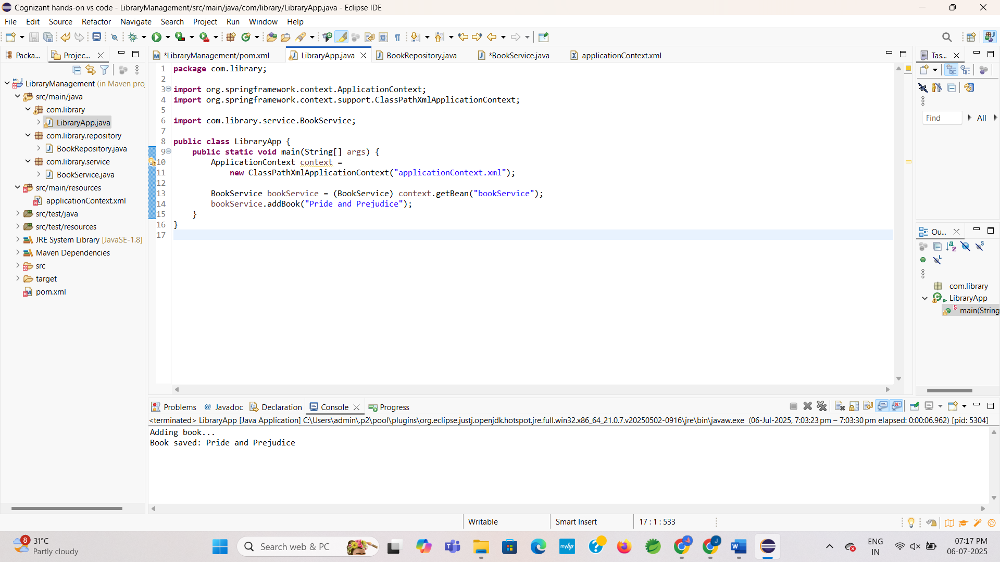 Cognizant hands-on vs code - LibraryManagement/src/main/java/com/library/LibraryApp.java - Eclipse IDE
File Edit Source Refactor Navigate Search Project Run Window Help
Packa... Projec...
*LibraryManagement/pom.xml LibraryApp.java BookRepository.java *BookService.java applicationContext.xml
Tas...
LibraryManagement (in Maven proj
src/main/java
com.library
LibraryApp.java
com.library.repository
BookRepository.java
com.library.service
BookService.java
src/main/resources
applicationContext.xml
src/test/java
src/test/resources
JRE System Library [JavaSE-1.8]
Maven Dependencies
src
target
pom.xml
1 package com.library;
2
3 import org.springframework.context.ApplicationContext;
4 import org.springframework.context.support.ClassPathXmlApplicationContext;
5
6 import com.library.service.BookService;
7
8 public class LibraryApp {
9 public static void main(String[] args) {
10 ApplicationContext context =
11 new ClassPathXmlApplicationContext("applicationContext.xml");
12
13 BookService bookService = (BookService) context.getBean("bookService");
14 bookService.addBook("Pride and Prejudice");
15 }
16 }
17
Find All
Ou...
com.library
LibraryApp
main(String
Problems Javadoc Declaration Console Progress
<terminated> LibraryApp [Java Application] C:\Users\admin\.p2\pool\plugins\org.eclipse.justj.openjdk.hotspot.jre.full.win32.x86_64_21.0.7.v20250502-0916\jre\bin\javaw.exe (06-Jul-2025, 7:03:23 pm – 7:03:30 pm elapsed: 0:00:06.962) [pid: 5304]
Adding book...
Book saved: Pride and Prejudice
Writable Smart Insert 17 : 1 : 533
8
31°C
Partly cloudy
Search web & PC
myhp
ENG
IN
07:17 PM
06-07-2025